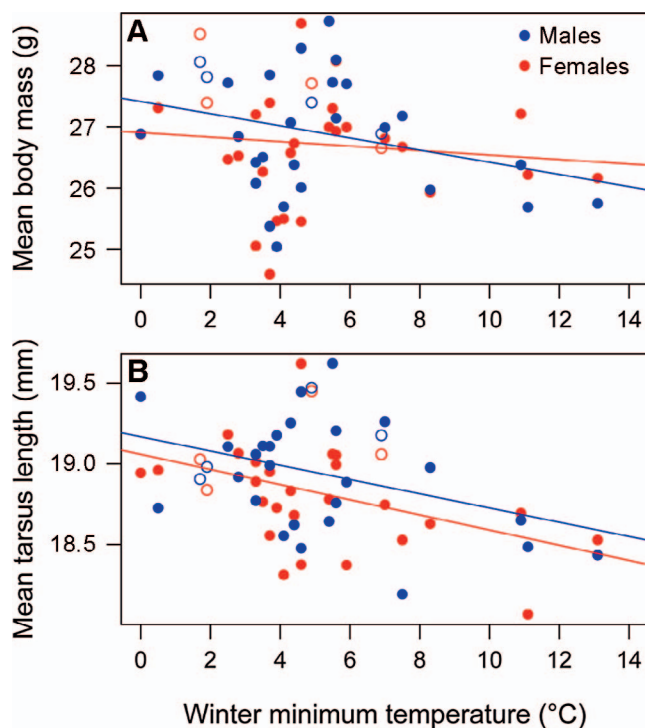 A
Males
Females
Mean body mass (g)
28
27
26
25
0 2 4 6 8 10 12 14
B
Mean tarsus length (mm)
19.5
19.0
18.5
0 2 4 6 8 10 12 14
Winter minimum temperature (°C)